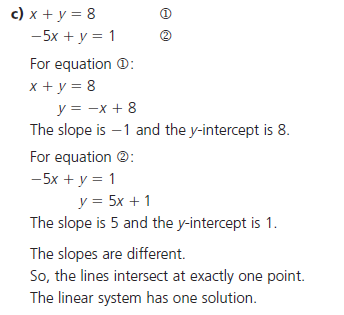 c) x + y = 8 ①
−5x + y = 1 ②
For equation ①:
x + y = 8
y = −x + 8
The slope is −1 and the y-intercept is 8.
For equation ②:
−5x + y = 1
y = 5x + 1
The slope is 5 and the y-intercept is 1.
The slopes are different.
So, the lines intersect at exactly one point.
The linear system has one solution.